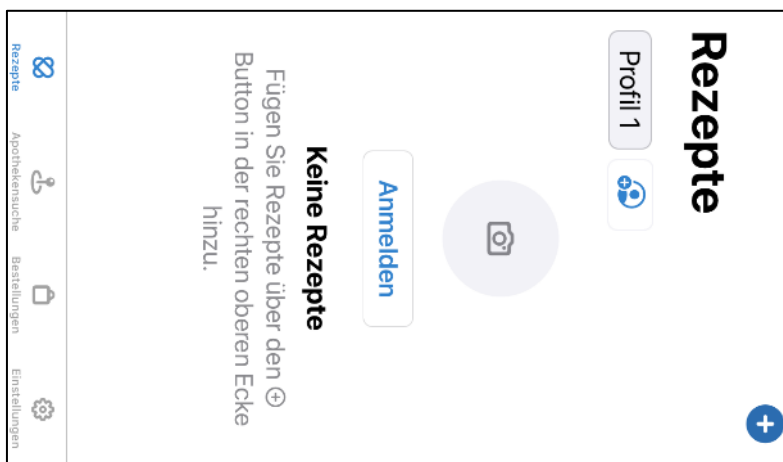 Rezepte
Profil 1
Anmelden
Keine Rezepte
Fügen Sie Rezepte über den ⊕
Button in der rechten oberen Ecke
hinzu.
Rezepte
Apothekensuche
Bestellungen
Einstellungen